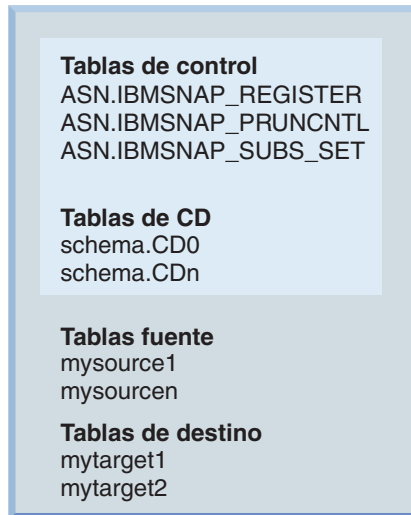 Tablas de control
ASN.IBMSNAP_REGISTER
ASN.IBMSNAP_PRUNCNTL
ASN.IBMSNAP_SUBS_SET
Tablas de CD
schema.CD0
schema.CDn
Tablas fuente
mysource1
mysourcen
Tablas de destino
mytarget1
mytarget2